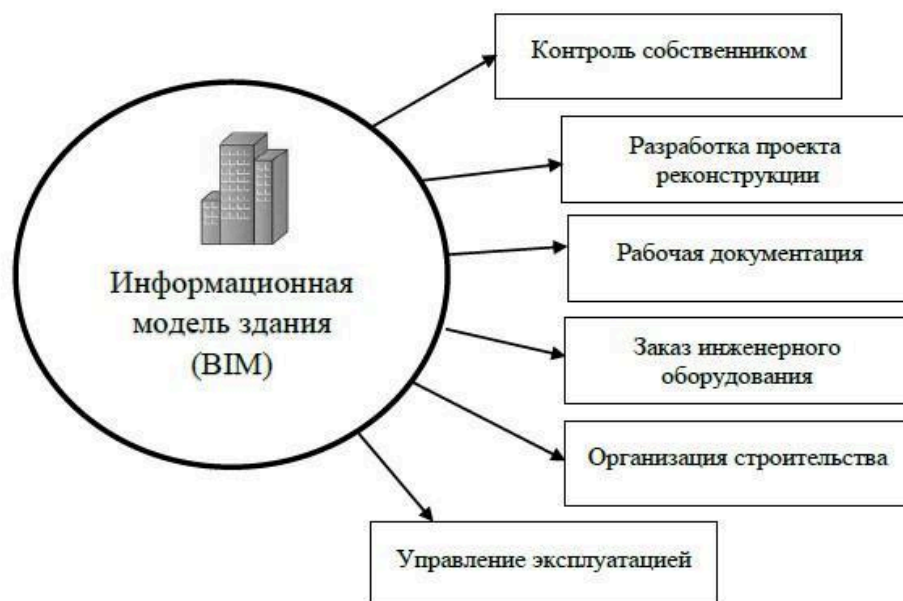 Контроль собственником
Разработка проекта
реконструкции
Рабочая документация
Информационная
модель здания
(BIM)
Заказ инженерного
оборудования
Организация строительства
Управление эксплуатацией